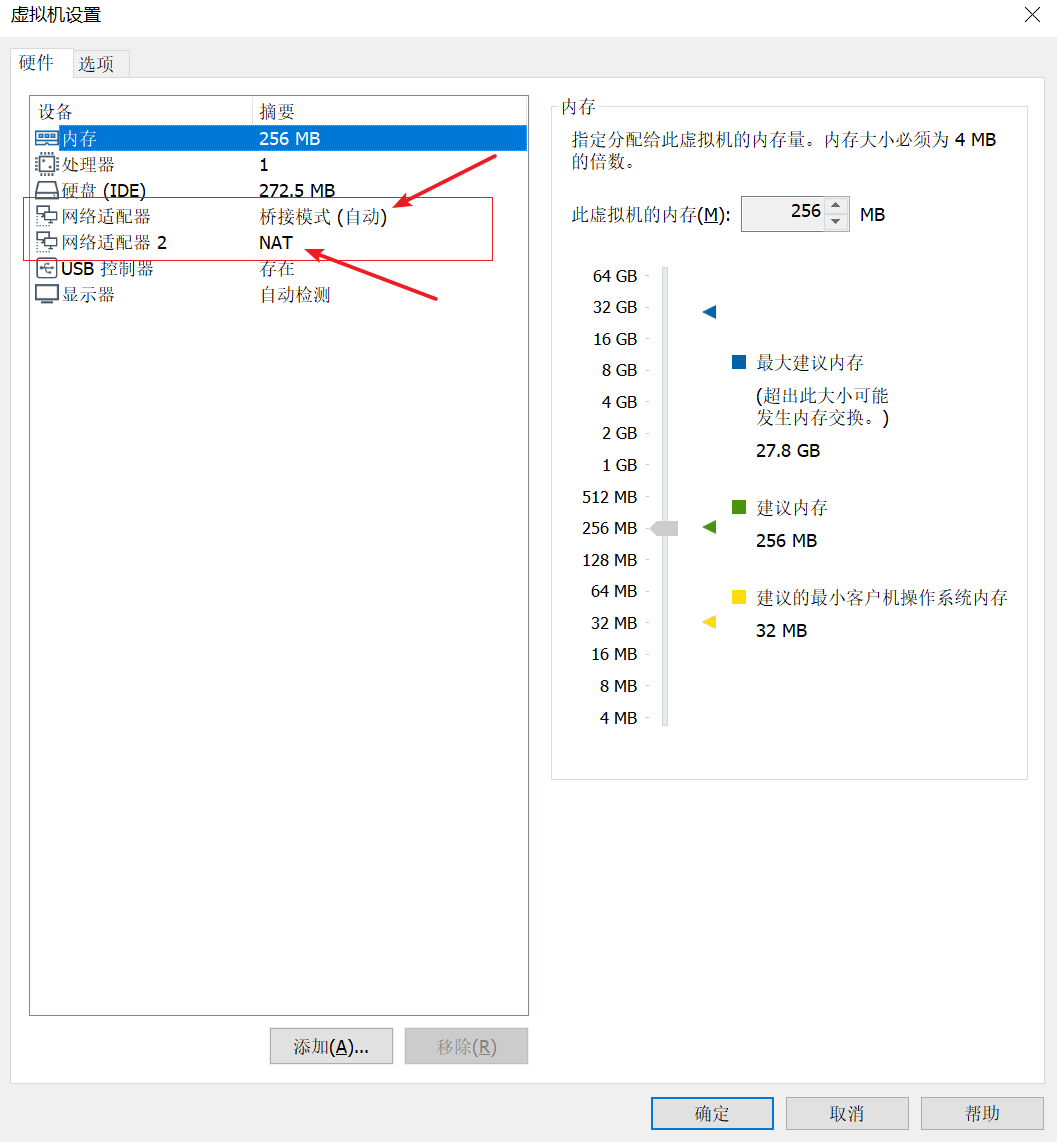 虚拟机设置
硬件 选项
设备 摘要
内存 256 MB
处理器 1
硬盘 (IDE) 272.5 MB
网络适配器 桥接模式 (自动)
网络适配器 2 NAT
USB 控制器 存在
显示器 自动检测
添加(A)... 移除(R)
内存
指定分配给此虚拟机的内存量。内存大小必须为 4 MB
的倍数。
此虚拟机的内存(M): 256 MB
64 GB
32 GB
16 GB
8 GB
4 GB
2 GB
1 GB
512 MB
256 MB
128 MB
64 MB
32 MB
16 MB
8 MB
4 MB
最大建议内存
(超出此大小可能
发生内存交换。)
27.8 GB
建议内存
256 MB
建议的最小客户机操作系统内存
32 MB
确定 取消 帮助